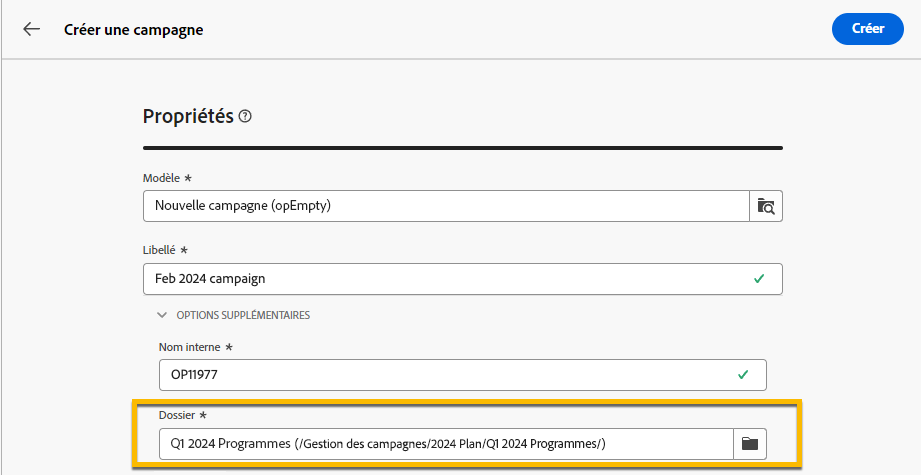 Créer une campagne
Créer
Propriétés
Modèle *
Nouvelle campagne (opEmpty)
Libellé *
Feb 2024 campaign
OPTIONS SUPPLÉMENTAIRES
Nom interne *
OP11977
Dossier *
Q1 2024 Programmes (/Gestion des campagnes/2024 Plan/Q1 2024 Programmes/)